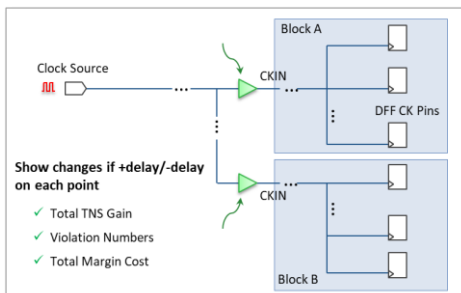 Block A
Clock Source
CKIN
DFF CK Pins
Show changes if +delay/-delay
on each point
✓ Total TNS Gain
✓ Violation Numbers
✓ Total Margin Cost
CKIN
Block B